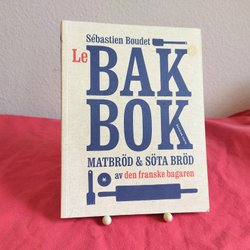 Sébastien Boudet
Le
BAK
BOK
MATBRÖD & SÖTA BRÖD
av den franske bagaren